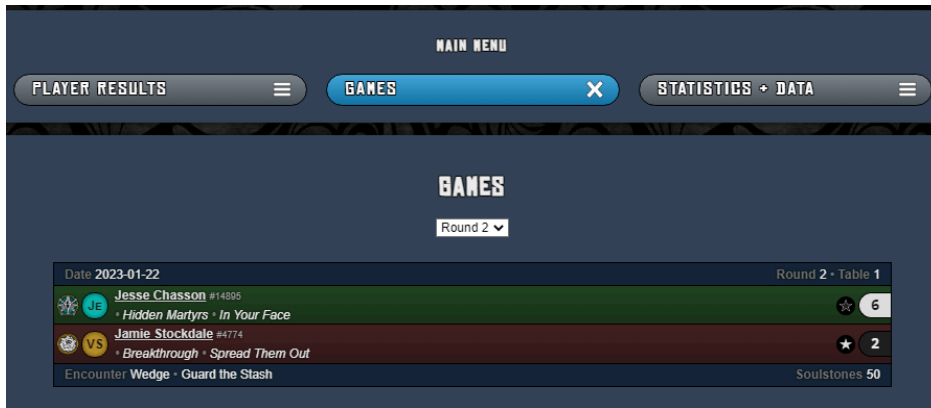 MAIN MENU
PLAYER RESULTS
GAMES
STATISTICS + DATA
GAMES
Round 2
Date 2023-01-22 Round 2 • Table 1
JE Jesse Chasson #14895 6
• Hidden Martyrs • In Your Face
VS Jamie Stockdale #4774 2
• Breakthrough • Spread Them Out
Encounter Wedge • Guard the Stash Soulstones 50